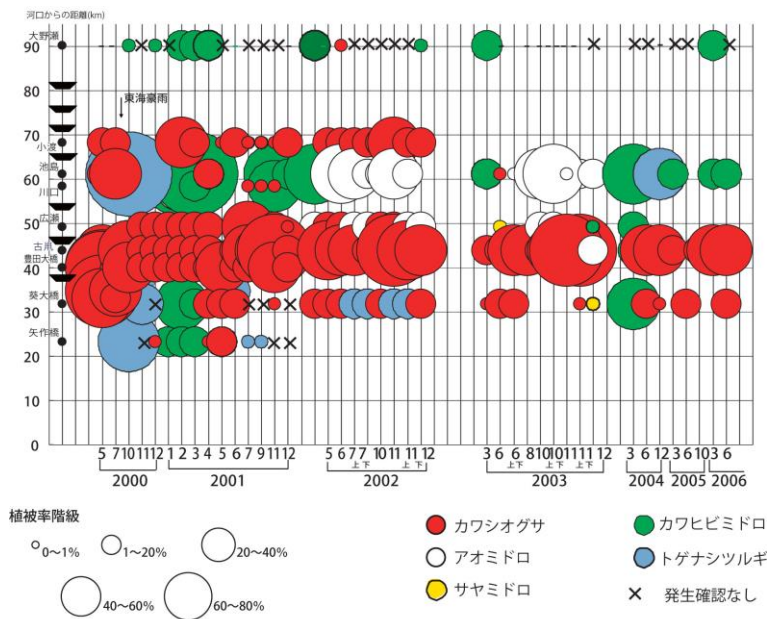 河口からの距離(km)
大野瀬
90
80
東海豪雨
70
小渡
池島
60
川口
広瀬
50
古川
豊田大橋
40
葵大橋
30
矢作橋
20
10
0
5 7 10 11 12 1 2 3 4 5 6 7 9 11 12 5 6 7 7 10 11 11 12 3 6 6 8 10 10 11 11 12 3 6 12 3 6 10 3 6
上 下 上 下 上下 上下 上下
2000 2001 2002 2003 2004 2005 2006
植被率階級
0〜1% 1〜20% 20〜40%
40〜60% 60〜80%
カワシオグサ カワヒビミドロ
アオミドロ トゲナシツルギ
サヤミドロ × 発生確認なし